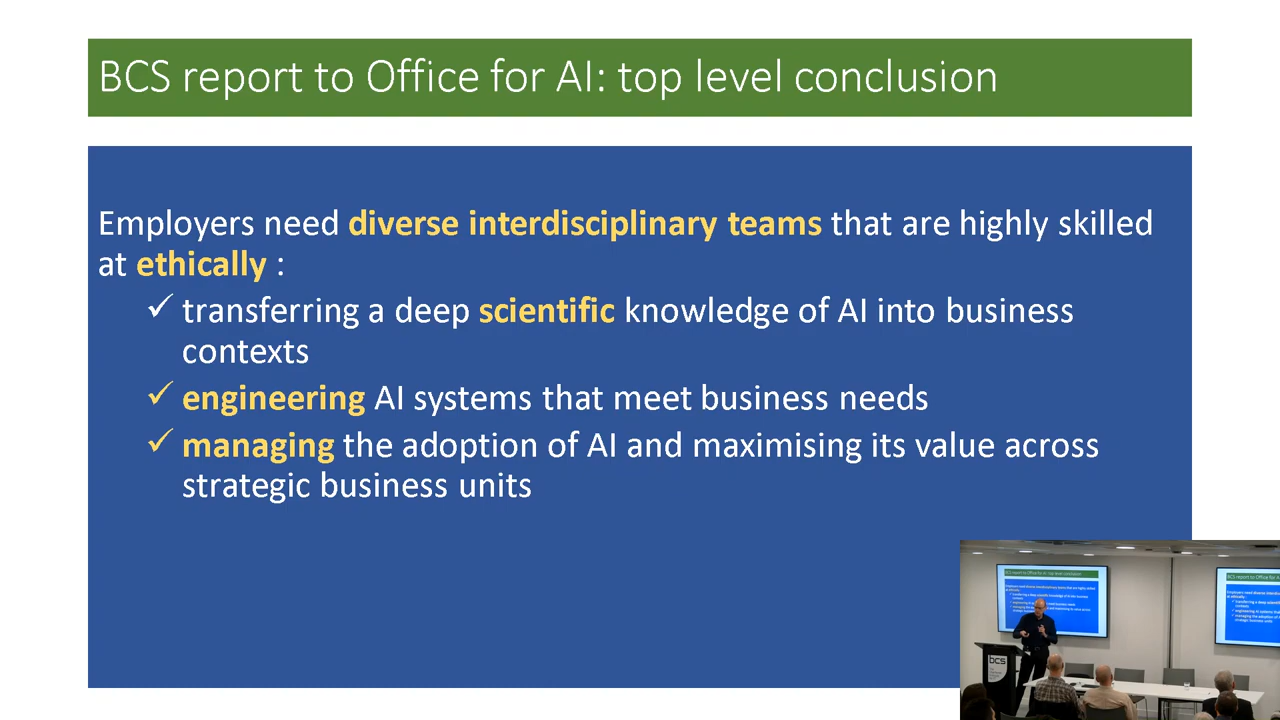 BCS report to Office for AI: top level conclusion
Employers need diverse interdisciplinary teams that are highly skilled
at ethically :
✓ transferring a deep scientific knowledge of AI into business
contexts
✓ engineering AI systems that meet business needs
✓ managing the adoption of AI and maximising its value across
strategic business units
bcs